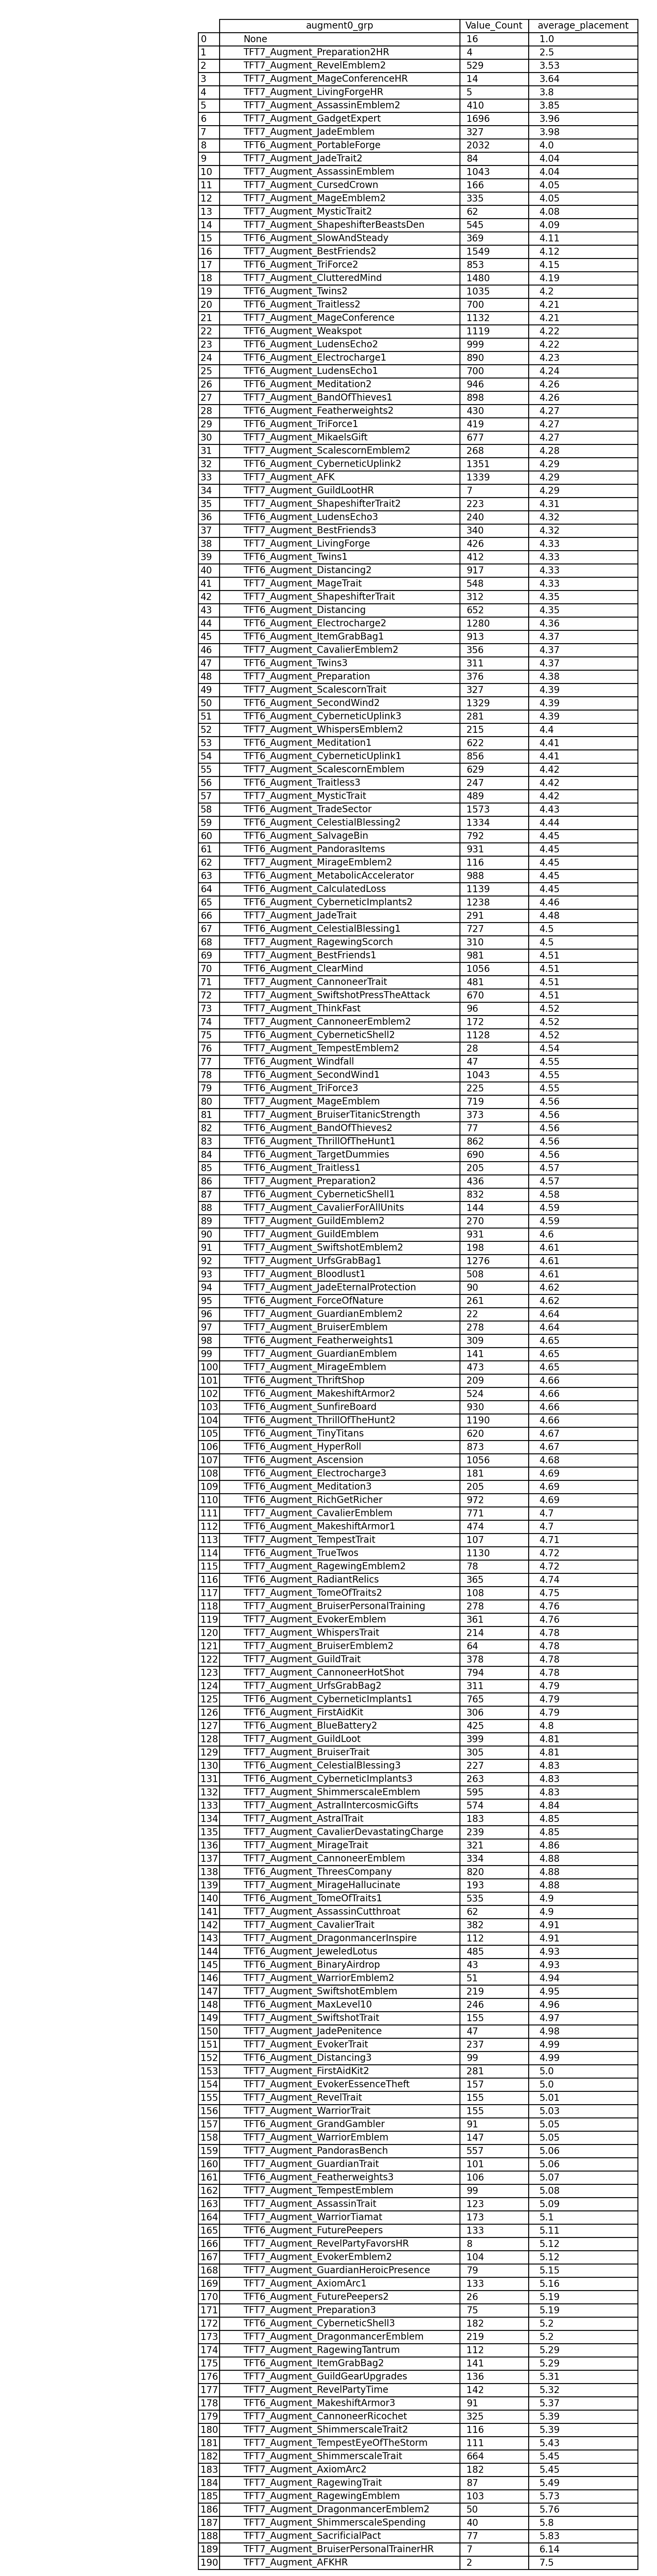 augment0_grp Value_Count average_placement
0 None 16 1.0
1 TFT7_Augment_Preparation2HR 4 2.5
2 TFT7_Augment_RevelEmblem2 529 3.53
3 TFT7_Augment_MageConferenceHR 14 3.64
4 TFT7_Augment_LivingForgeHR 5 3.8
5 TFT7_Augment_AssassinEmblem2 410 3.85
6 TFT7_Augment_GadgetExpert 1696 3.96
7 TFT7_Augment_JadeEmblem 327 3.98
8 TFT6_Augment_PortableForge 2032 4.0
9 TFT7_Augment_JadeTrait2 84 4.04
10 TFT7_Augment_AssassinEmblem 1043 4.04
11 TFT7_Augment_CursedCrown 166 4.05
12 TFT7_Augment_MageEmblem2 335 4.05
13 TFT7_Augment_MysticTrait2 62 4.08
14 TFT7_Augment_ShapeshifterBeastsDen 545 4.09
15 TFT6_Augment_SlowAndSteady 369 4.11
16 TFT7_Augment_BestFriends2 1549 4.12
17 TFT6_Augment_TriForce2 853 4.15
18 TFT7_Augment_ClutteredMind 1480 4.19
19 TFT6_Augment_Twins2 1035 4.2
20 TFT6_Augment_Traitless2 700 4.21
21 TFT7_Augment_MageConference 1132 4.21
22 TFT6_Augment_Weakspot 1119 4.22
23 TFT6_Augment_LudensEcho2 999 4.22
24 TFT6_Augment_Electrocharge1 890 4.23
25 TFT6_Augment_LudensEcho1 700 4.24
26 TFT6_Augment_Meditation2 946 4.26
27 TFT6_Augment_BandOfThieves1 898 4.26
28 TFT6_Augment_Featherweights2 430 4.27
29 TFT6_Augment_TriForce1 419 4.27
30 TFT7_Augment_MikaelsGift 677 4.27
31 TFT7_Augment_ScalescornEmblem2 268 4.28
32 TFT6_Augment_CyberneticUplink2 1351 4.29
33 TFT7_Augment_AFK 1339 4.29
34 TFT7_Augment_GuildLootHR 7 4.29
35 TFT7_Augment_ShapeshifterTrait2 223 4.31
36 TFT6_Augment_LudensEcho3 240 4.32
37 TFT7_Augment_BestFriends3 340 4.32
38 TFT7_Augment_LivingForge 426 4.33
39 TFT6_Augment_Twins1 412 4.33
40 TFT6_Augment_Distancing2 917 4.33
41 TFT7_Augment_MageTrait 548 4.33
42 TFT7_Augment_ShapeshifterTrait 312 4.35
43 TFT6_Augment_Distancing 652 4.35
44 TFT6_Augment_Electrocharge2 1280 4.36
45 TFT6_Augment_ItemGrabBag1 913 4.37
46 TFT7_Augment_CavalierEmblem2 356 4.37
47 TFT6_Augment_Twins3 311 4.37
48 TFT7_Augment_Preparation 376 4.38
49 TFT7_Augment_ScalescornTrait 327 4.39
50 TFT6_Augment_SecondWind2 1329 4.39
51 TFT6_Augment_CyberneticUplink3 281 4.39
52 TFT7_Augment_WhispersEmblem2 215 4.4
53 TFT6_Augment_Meditation1 622 4.41
54 TFT6_Augment_CyberneticUplink1 856 4.41
55 TFT7_Augment_ScalescornEmblem 629 4.42
56 TFT6_Augment_Traitless3 247 4.42
57 TFT7_Augment_MysticTrait 489 4.42
58 TFT6_Augment_TradeSector 1573 4.43
59 TFT6_Augment_CelestialBlessing2 1334 4.44
60 TFT6_Augment_SalvageBin 792 4.45
61 TFT6_Augment_PandorasItems 931 4.45
62 TFT7_Augment_MirageEmblem2 116 4.45
63 TFT6_Augment_MetabolicAccelerator 988 4.45
64 TFT6_Augment_CalculatedLoss 1139 4.45
65 TFT6_Augment_CyberneticImplants2 1238 4.46
66 TFT7_Augment_JadeTrait 291 4.48
67 TFT6_Augment_CelestialBlessing1 727 4.5
68 TFT7_Augment_RagewingScorch 310 4.5
69 TFT7_Augment_BestFriends1 981 4.51
70 TFT6_Augment_ClearMind 1056 4.51
71 TFT7_Augment_CannoneerTrait 481 4.51
72 TFT7_Augment_SwiftshotPressTheAttack 670 4.51
73 TFT7_Augment_ThinkFast 96 4.52
74 TFT7_Augment_CannoneerEmblem2 172 4.52
75 TFT6_Augment_CyberneticShell2 1128 4.52
76 TFT7_Augment_TempestEmblem2 28 4.54
77 TFT6_Augment_Windfall 47 4.55
78 TFT6_Augment_SecondWind1 1043 4.55
79 TFT6_Augment_TriForce3 225 4.55
80 TFT7_Augment_MageEmblem 719 4.56
81 TFT7_Augment_BruiserTitanicStrength 373 4.56
82 TFT6_Augment_BandOfThieves2 77 4.56
83 TFT6_Augment_ThrillOfTheHunt1 862 4.56
84 TFT6_Augment_TargetDummies 690 4.56
85 TFT6_Augment_Traitless1 205 4.57
86 TFT7_Augment_Preparation2 436 4.57
87 TFT6_Augment_CyberneticShell1 832 4.58
88 TFT7_Augment_CavalierForAllUnits 144 4.59
89 TFT7_Augment_GuildEmblem2 270 4.59
90 TFT7_Augment_GuildEmblem 931 4.6
91 TFT7_Augment_SwiftshotEmblem2 198 4.61
92 TFT7_Augment_UrfsGrabBag1 1276 4.61
93 TFT7_Augment_Bloodlust1 508 4.61
94 TFT7_Augment_JadeEternalProtection 90 4.62
95 TFT6_Augment_ForceOfNature 261 4.62
96 TFT7_Augment_GuardianEmblem2 22 4.64
97 TFT7_Augment_BruiserEmblem 278 4.64
98 TFT6_Augment_Featherweights1 309 4.65
99 TFT7_Augment_GuardianEmblem 141 4.65
100 TFT7_Augment_MirageEmblem 473 4.65
101 TFT6_Augment_ThriftShop 209 4.66
102 TFT6_Augment_MakeshiftArmor2 524 4.66
103 TFT6_Augment_SunfireBoard 930 4.66
104 TFT6_Augment_ThrillOfTheHunt2 1190 4.66
105 TFT6_Augment_TinyTitans 620 4.67
106 TFT6_Augment_HyperRoll 873 4.67
107 TFT6_Augment_Ascension 1056 4.68
108 TFT6_Augment_Electrocharge3 181 4.69
109 TFT6_Augment_Meditation3 205 4.69
110 TFT6_Augment_RichGetRicher 972 4.69
111 TFT7_Augment_CavalierEmblem 771 4.7
112 TFT6_Augment_MakeshiftArmor1 474 4.7
113 TFT7_Augment_TempestTrait 107 4.71
114 TFT6_Augment_TrueTwos 1130 4.72
115 TFT7_Augment_RagewingEmblem2 78 4.72
116 TFT6_Augment_RadiantRelics 365 4.74
117 TFT6_Augment_TomeOfTraits2 108 4.75
118 TFT7_Augment_BruiserPersonalTraining 278 4.76
119 TFT7_Augment_EvokerEmblem 361 4.76
120 TFT7_Augment_WhispersTrait 214 4.78
121 TFT7_Augment_BruiserEmblem2 64 4.78
122 TFT7_Augment_GuildTrait 378 4.78
123 TFT7_Augment_CannoneerHotShot 794 4.78
124 TFT7_Augment_UrfsGrabBag2 311 4.79
125 TFT6_Augment_CyberneticImplants1 765 4.79
126 TFT6_Augment_FirstAidKit 306 4.79
127 TFT6_Augment_BlueBattery2 425 4.8
128 TFT7_Augment_GuildLoot 399 4.81
129 TFT7_Augment_BruiserTrait 305 4.81
130 TFT6_Augment_CelestialBlessing3 227 4.83
131 TFT6_Augment_CyberneticImplants3 263 4.83
132 TFT7_Augment_ShimmerscaleEmblem 595 4.83
133 TFT7_Augment_AstralIntercosmicGifts 574 4.84
134 TFT7_Augment_AstralTrait 183 4.85
135 TFT7_Augment_CavalierDevastatingCharge 239 4.85
136 TFT7_Augment_MirageTrait 321 4.86
137 TFT7_Augment_CannoneerEmblem 334 4.88
138 TFT6_Augment_ThreesCompany 820 4.88
139 TFT7_Augment_MirageHallucinate 193 4.88
140 TFT6_Augment_TomeOfTraits1 535 4.9
141 TFT7_Augment_AssassinCutthroat 62 4.9
142 TFT7_Augment_CavalierTrait 382 4.91
143 TFT7_Augment_DragonmancerInspire 112 4.91
144 TFT6_Augment_JeweledLotus 485 4.93
145 TFT6_Augment_BinaryAirdrop 43 4.93
146 TFT7_Augment_WarriorEmblem2 51 4.94
147 TFT7_Augment_SwiftshotEmblem 219 4.95
148 TFT6_Augment_MaxLevel10 246 4.96
149 TFT7_Augment_SwiftshotTrait 155 4.97
150 TFT7_Augment_JadePenitence 47 4.98
151 TFT7_Augment_EvokerTrait 237 4.99
152 TFT6_Augment_Distancing3 99 4.99
153 TFT7_Augment_FirstAidKit2 281 5.0
154 TFT7_Augment_EvokerEssenceTheft 157 5.0
155 TFT7_Augment_RevelTrait 155 5.01
156 TFT7_Augment_WarriorTrait 155 5.03
157 TFT6_Augment_GrandGambler 91 5.05
158 TFT7_Augment_WarriorEmblem 147 5.05
159 TFT7_Augment_PandorasBench 557 5.06
160 TFT7_Augment_GuardianTrait 101 5.06
161 TFT6_Augment_Featherweights3 106 5.07
162 TFT7_Augment_TempestEmblem 99 5.08
163 TFT7_Augment_AssassinTrait 123 5.09
164 TFT7_Augment_WarriorTiamat 173 5.1
165 TFT6_Augment_FuturePeepers 133 5.11
166 TFT7_Augment_RevelPartyFavorsHR 8 5.12
167 TFT7_Augment_EvokerEmblem2 104 5.12
168 TFT7_Augment_GuardianHeroicPresence 79 5.15
169 TFT7_Augment_AxiomArc1 133 5.16
170 TFT6_Augment_FuturePeepers2 26 5.19
171 TFT7_Augment_Preparation3 75 5.19
172 TFT6_Augment_CyberneticShell3 182 5.2
173 TFT7_Augment_DragonmancerEmblem 219 5.2
174 TFT7_Augment_RagewingTantrum 112 5.29
175 TFT6_Augment_ItemGrabBag2 141 5.29
176 TFT7_Augment_GuildGearUpgrades 136 5.31
177 TFT7_Augment_RevelPartyTime 142 5.32
178 TFT6_Augment_MakeshiftArmor3 91 5.37
179 TFT7_Augment_CannoneerRicochet 325 5.39
180 TFT7_Augment_ShimmerscaleTrait2 116 5.39
181 TFT7_Augment_TempestEyeOfTheStorm 111 5.43
182 TFT7_Augment_ShimmerscaleTrait 664 5.45
183 TFT7_Augment_AxiomArc2 182 5.45
184 TFT7_Augment_RagewingTrait 87 5.49
185 TFT7_Augment_RagewingEmblem 103 5.73
186 TFT7_Augment_DragonmancerEmblem2 50 5.76
187 TFT7_Augment_ShimmerscaleSpending 40 5.8
188 TFT7_Augment_SacrificialPact 77 5.83
189 TFT7_Augment_BruiserPersonalTrainerHR 7 6.14
190 TFT7_Augment_AFKHR 2 7.5